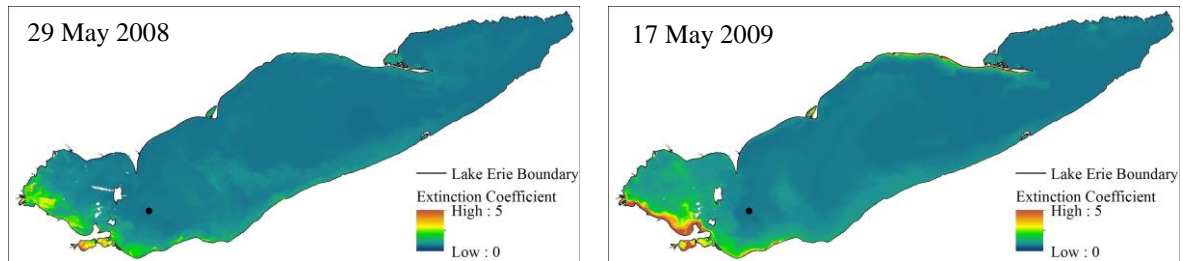 29 May 2008
Lake Erie Boundary
Extinction Coefficient
High : 5
Low : 0
17 May 2009
Lake Erie Boundary
Extinction Coefficient
High : 5
Low : 0